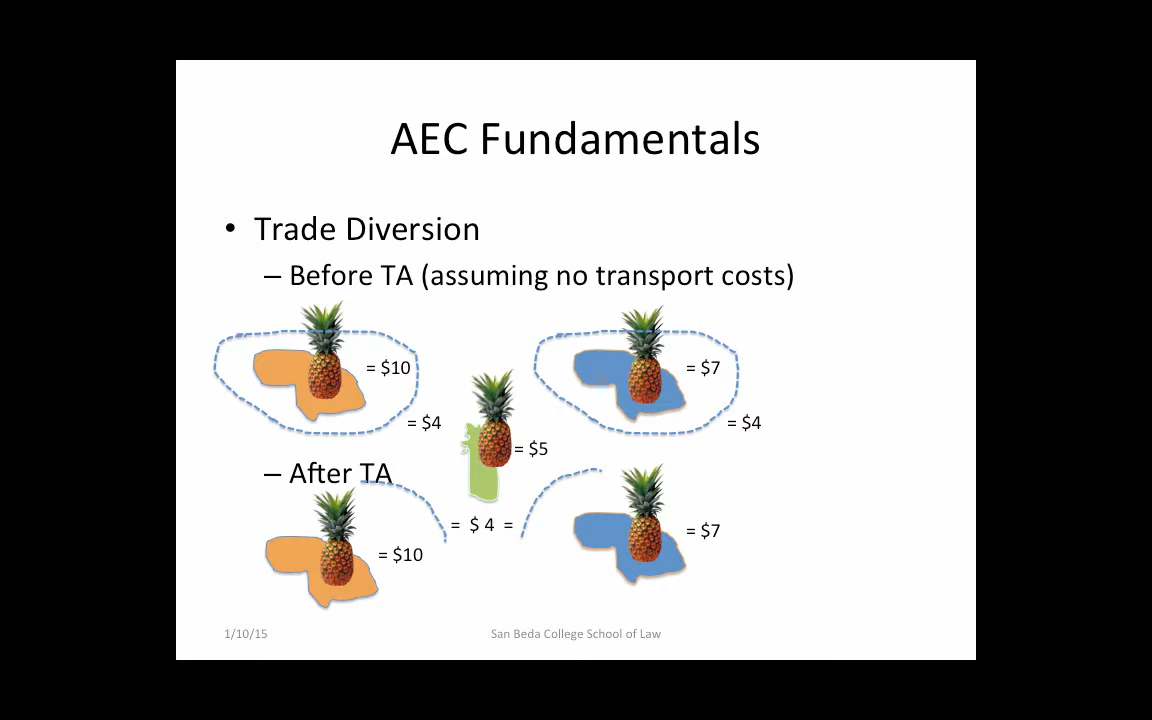 AEC Fundamentals
• Trade Diversion
– Before TA (assuming no transport costs)
= $10
= $7
= $4
= $4
= $5
– After TA
= $ 4 =
= $7
= $10
1/10/15
San Beda College School of Law